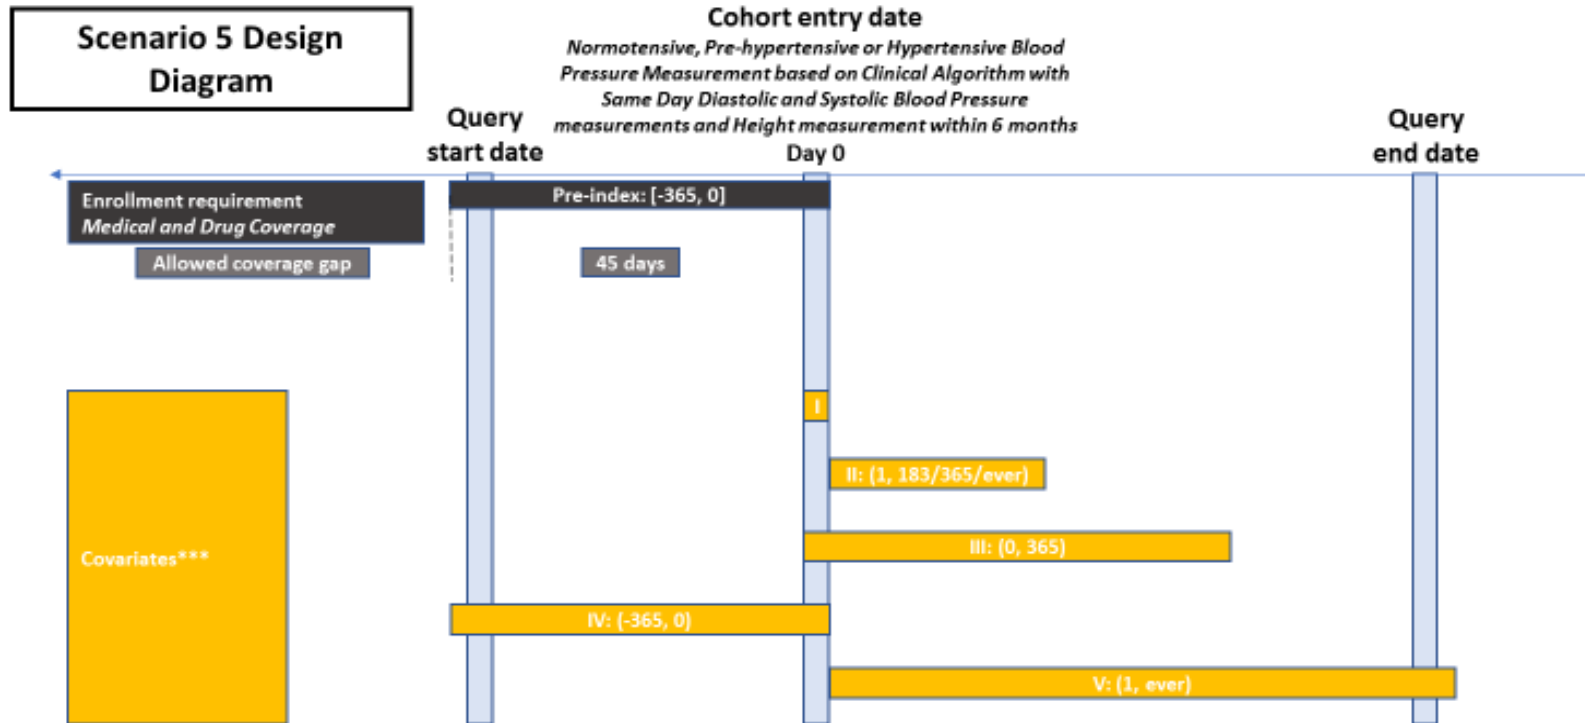 Scenario 5 Design
Diagram
Cohort entry date
Normotensive, Pre-hypertensive or Hypertensive Blood
Pressure Measurement based on Clinical Algorithm with
Same Day Diastolic and Systolic Blood Pressure
measurements and Height measurement within 6 months
Query
start date
Day 0
Query
end date
Enrollment requirement
Medical and Drug Coverage
Pre-index: [-365, 0]
Allowed coverage gap
45 days
I
II: (1, 183/365/ever)
III: (0, 365)
Covariates***
IV: (-365, 0)
V: (1, ever)